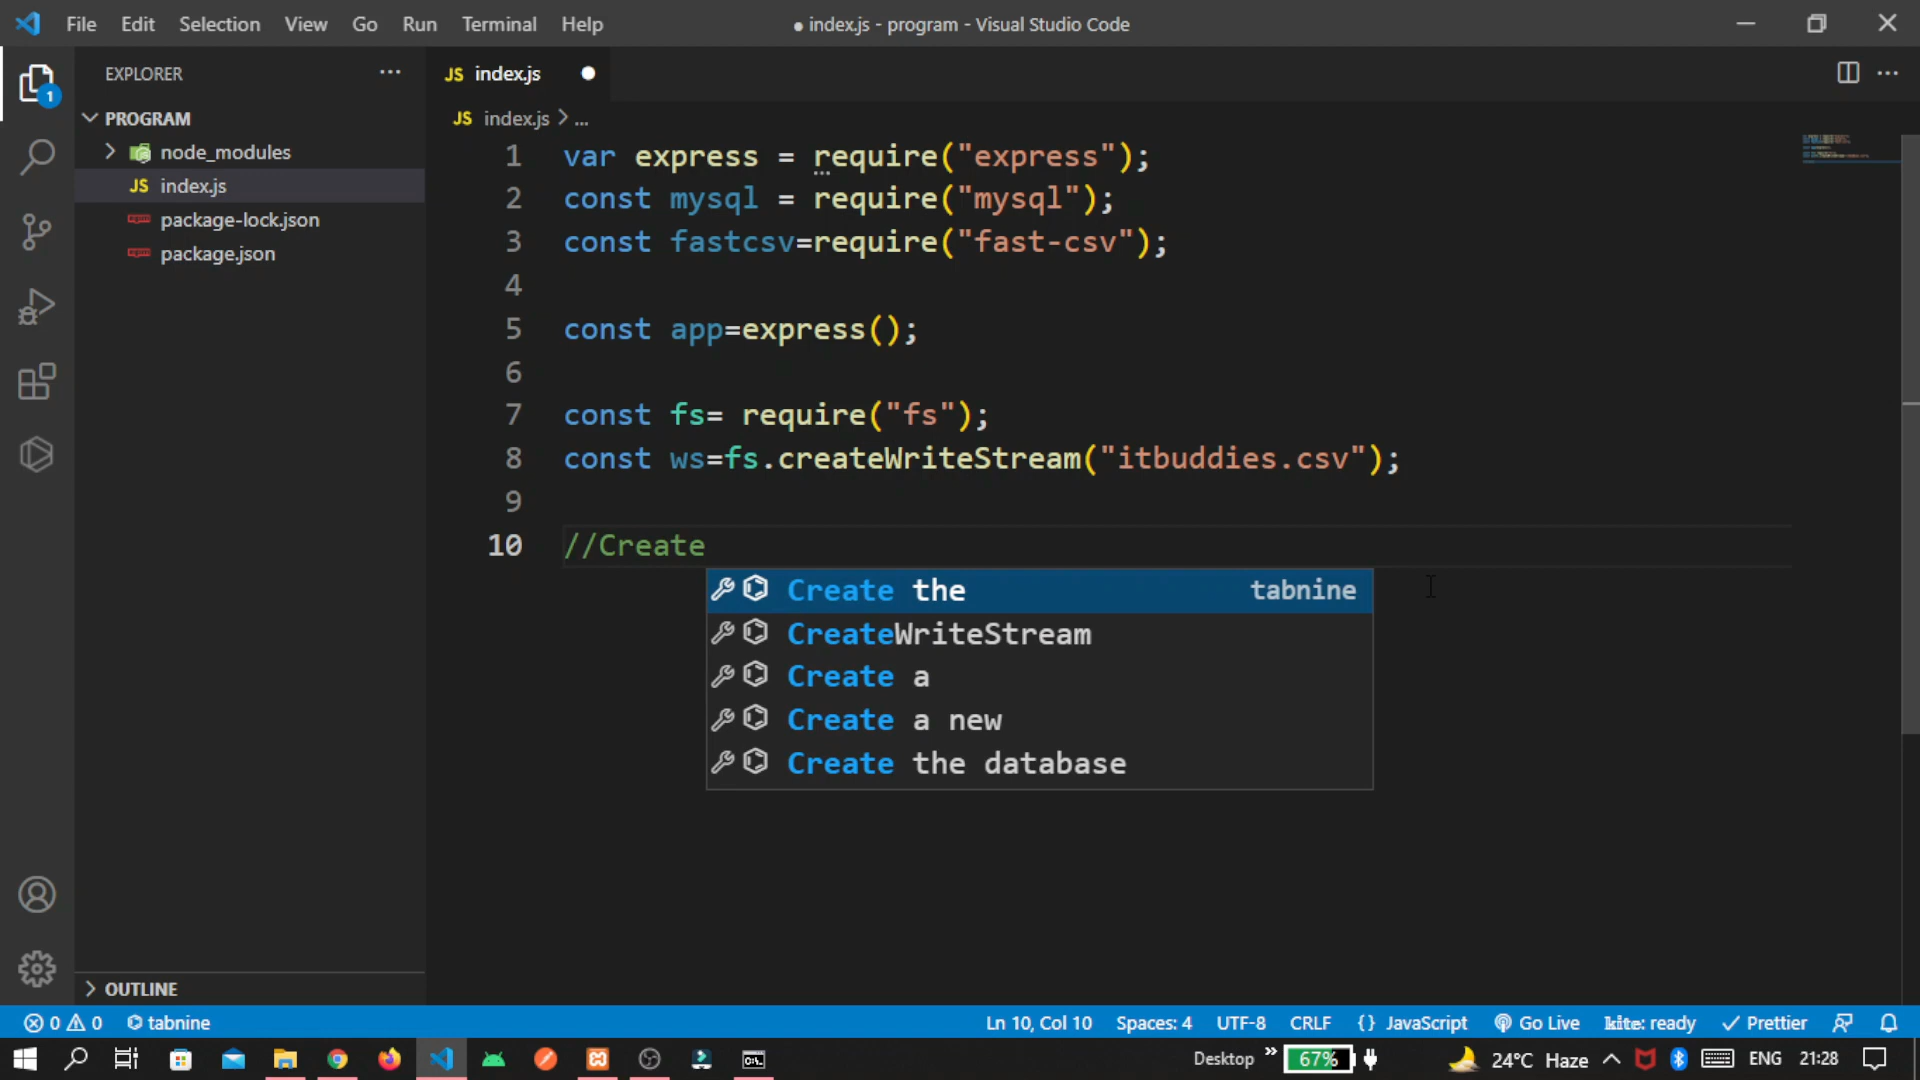 File Edit Selection View Go Run Terminal Help ● index.js - program - Visual Studio Code
EXPLORER ...
JS index.js ●
PROGRAM
JS index.js > ...
node_modules
JS index.js
package-lock.json
package.json
1 var express = require("express");
2 const mysql = require("mysql");
3 const fastcsv=require("fast-csv");
4
5 const app=express();
6
7 const fs= require("fs");
8 const ws=fs.createWriteStream("itbuddies.csv");
9
10 //Create
Create the tabnine
CreateWriteStream
Create a
Create a new
Create the database
1
OUTLINE
0 0 tabnine Ln 10, Col 10 Spaces: 4 UTF-8 CRLF {} JavaScript Go Live kite: ready Prettier
Desktop » 67% 24°C Haze ENG 21:28